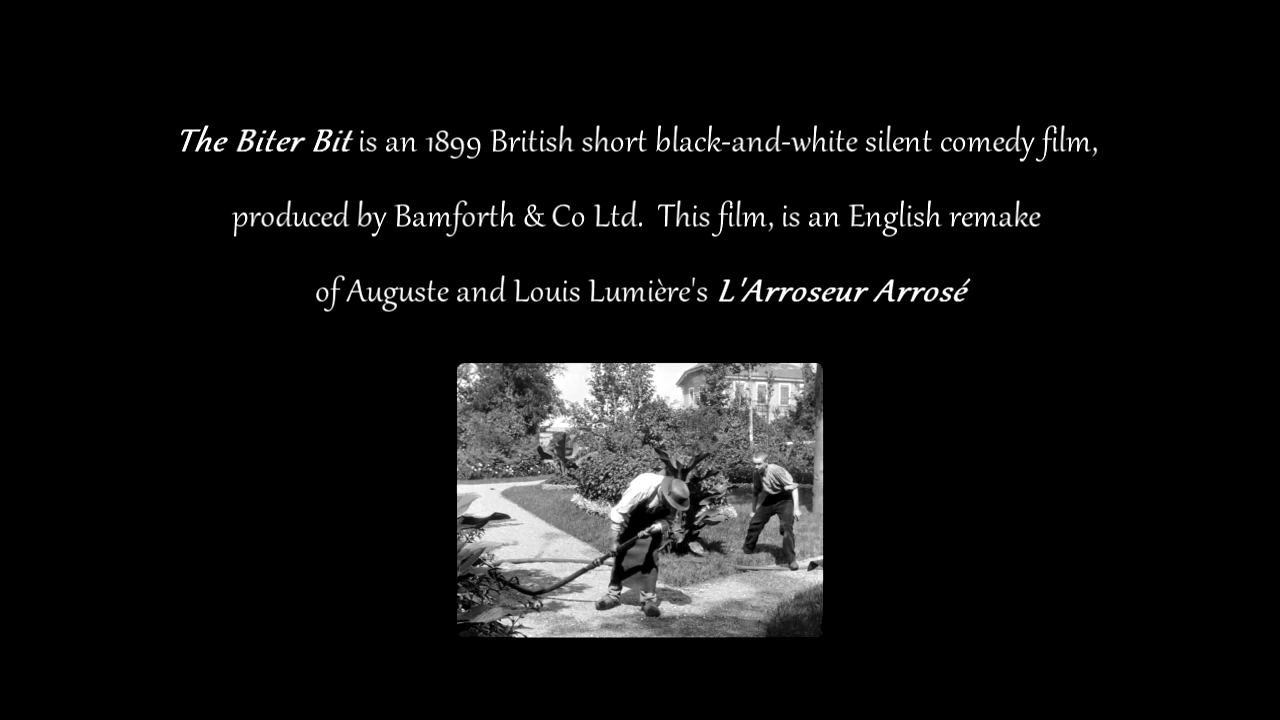 The Biter Bit is an 1899 British short black-and-white silent comedy film,
produced by Bamforth & Co Ltd.  This film, is an English remake
of Auguste and Louis Lumière's L'Arroseur Arrosé